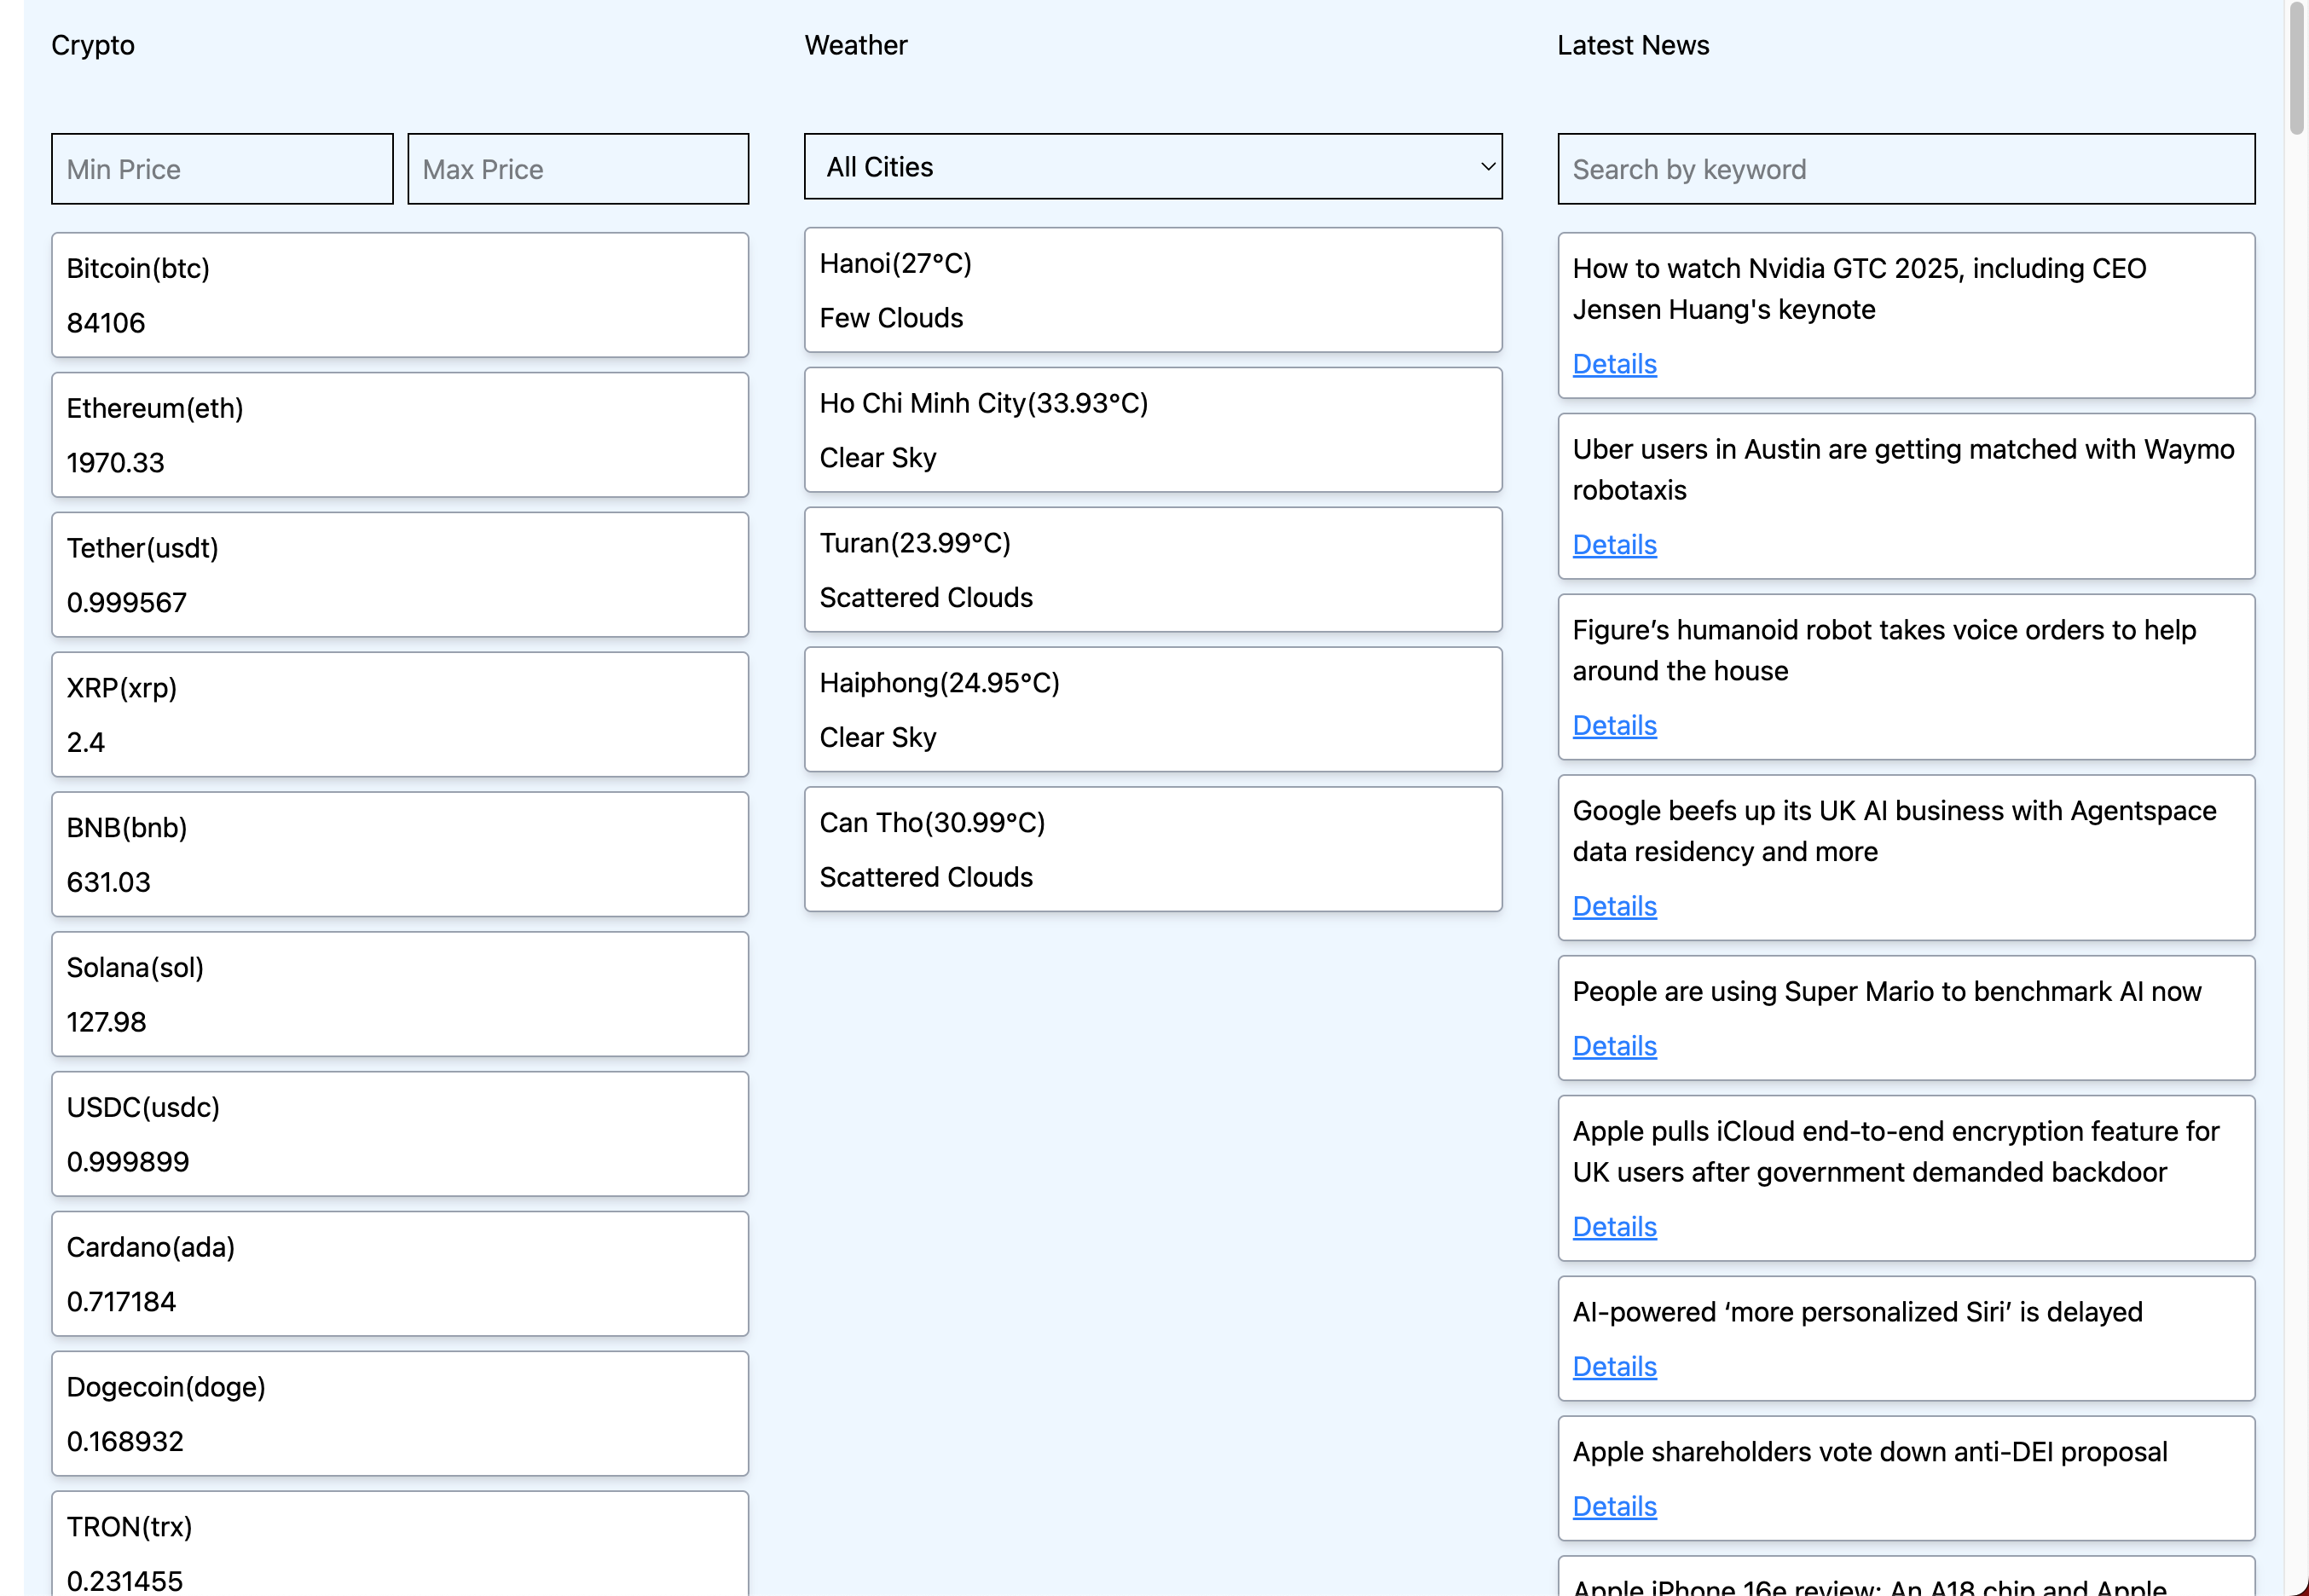 Crypto
Min Price
Max Price
Bitcoin(btc)
84106
Ethereum(eth)
1970.33
Tether(usdt)
0.999567
XRP(xrp)
2.4
BNB(bnb)
631.03
Solana(sol)
127.98
USDC(usdc)
0.999899
Cardano(ada)
0.717184
Dogecoin(doge)
0.168932
TRON(trx)
0.231455
Weather
All Cities
Hanoi(27°C)
Few Clouds
Ho Chi Minh City(33.93°C)
Clear Sky
Turan(23.99°C)
Scattered Clouds
Haiphong(24.95°C)
Clear Sky
Can Tho(30.99°C)
Scattered Clouds
Latest News
Search by keyword
How to watch Nvidia GTC 2025, including CEO
Jensen Huang's keynote
Details
Uber users in Austin are getting matched with Waymo
robotaxis
Details
Figure’s humanoid robot takes voice orders to help
around the house
Details
Google beefs up its UK AI business with Agentspace
data residency and more
Details
People are using Super Mario to benchmark AI now
Details
Apple pulls iCloud end-to-end encryption feature for
UK users after government demanded backdoor
Details
AI-powered ‘more personalized Siri’ is delayed
Details
Apple shareholders vote down anti-DEI proposal
Details
Apple iPhone 16e review: An A18 chip and Apple